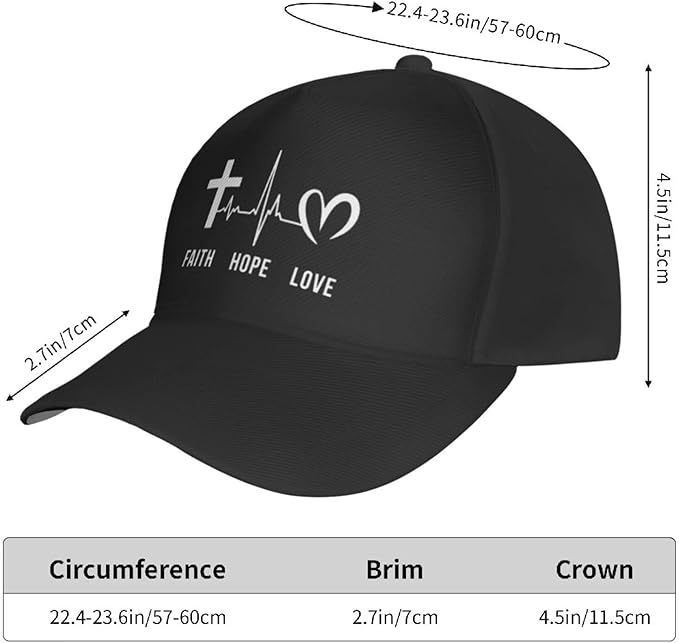 22.4-23.6in/57-60cm
4.5in/11.5cm
FAITH HOPE LOVE
2.7in/7cm
Circumference Brim Crown
22.4-23.6in/57-60cm 2.7in/7cm 4.5in/11.5cm